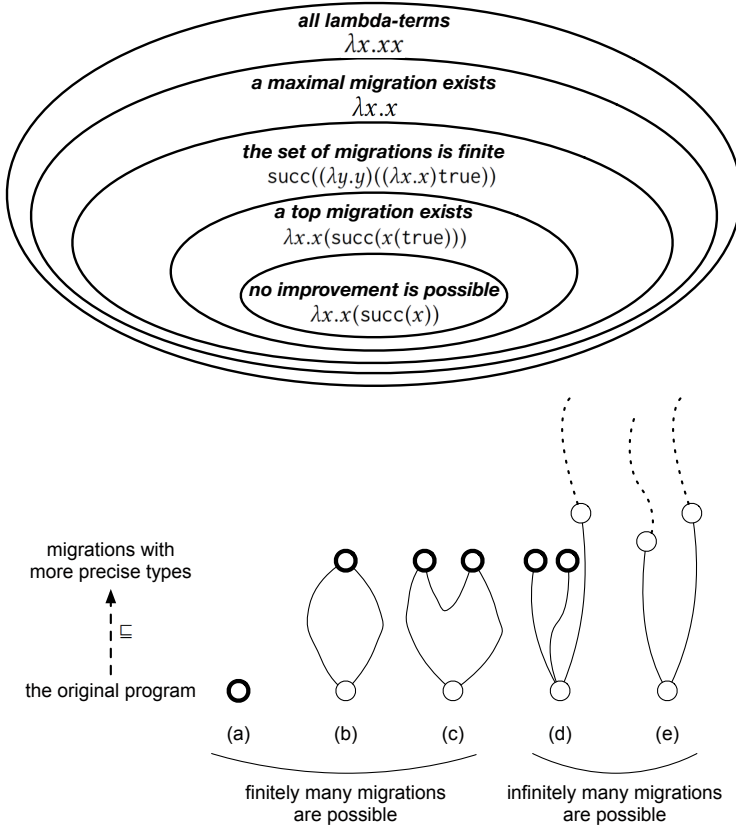 all lambda-terms
λx.xx
a maximal migration exists
λx.x
the set of migrations is finite
succ((λy.y)((λx.x)true))
a top migration exists
λx.x(succ(x(true)))
no improvement is possible
λx.x(succ(x))
migrations with
more precise types
⊑
the original program
(a) (b) (c) (d) (e)
finitely many migrations
are possible
infinitely many migrations
are possible